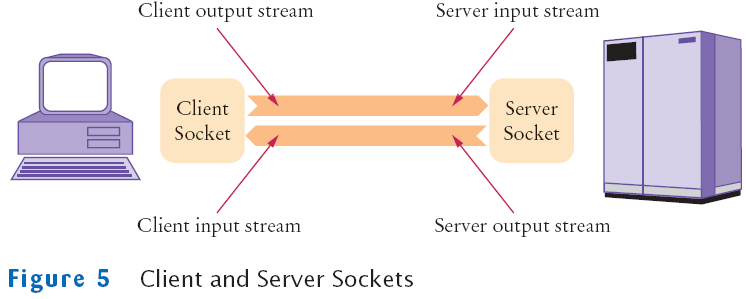 Client output stream
Server input stream
Client
Socket
Server
Socket
Client input stream
Server output stream
Figure 5 Client and Server Sockets